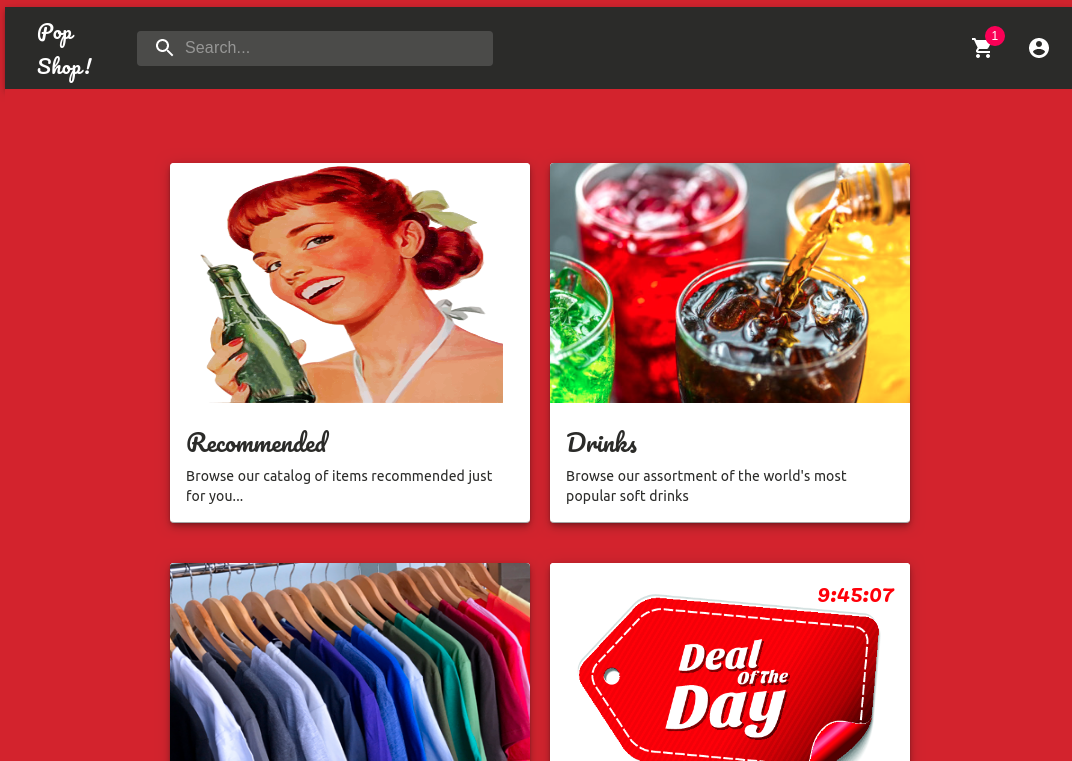 Pop
Shop!
Search...
1
Recommended
Browse our catalog of items recommended just
for you...
Drinks
Browse our assortment of the world's most
popular soft drinks
9:45:07
Deal
Of The
Day